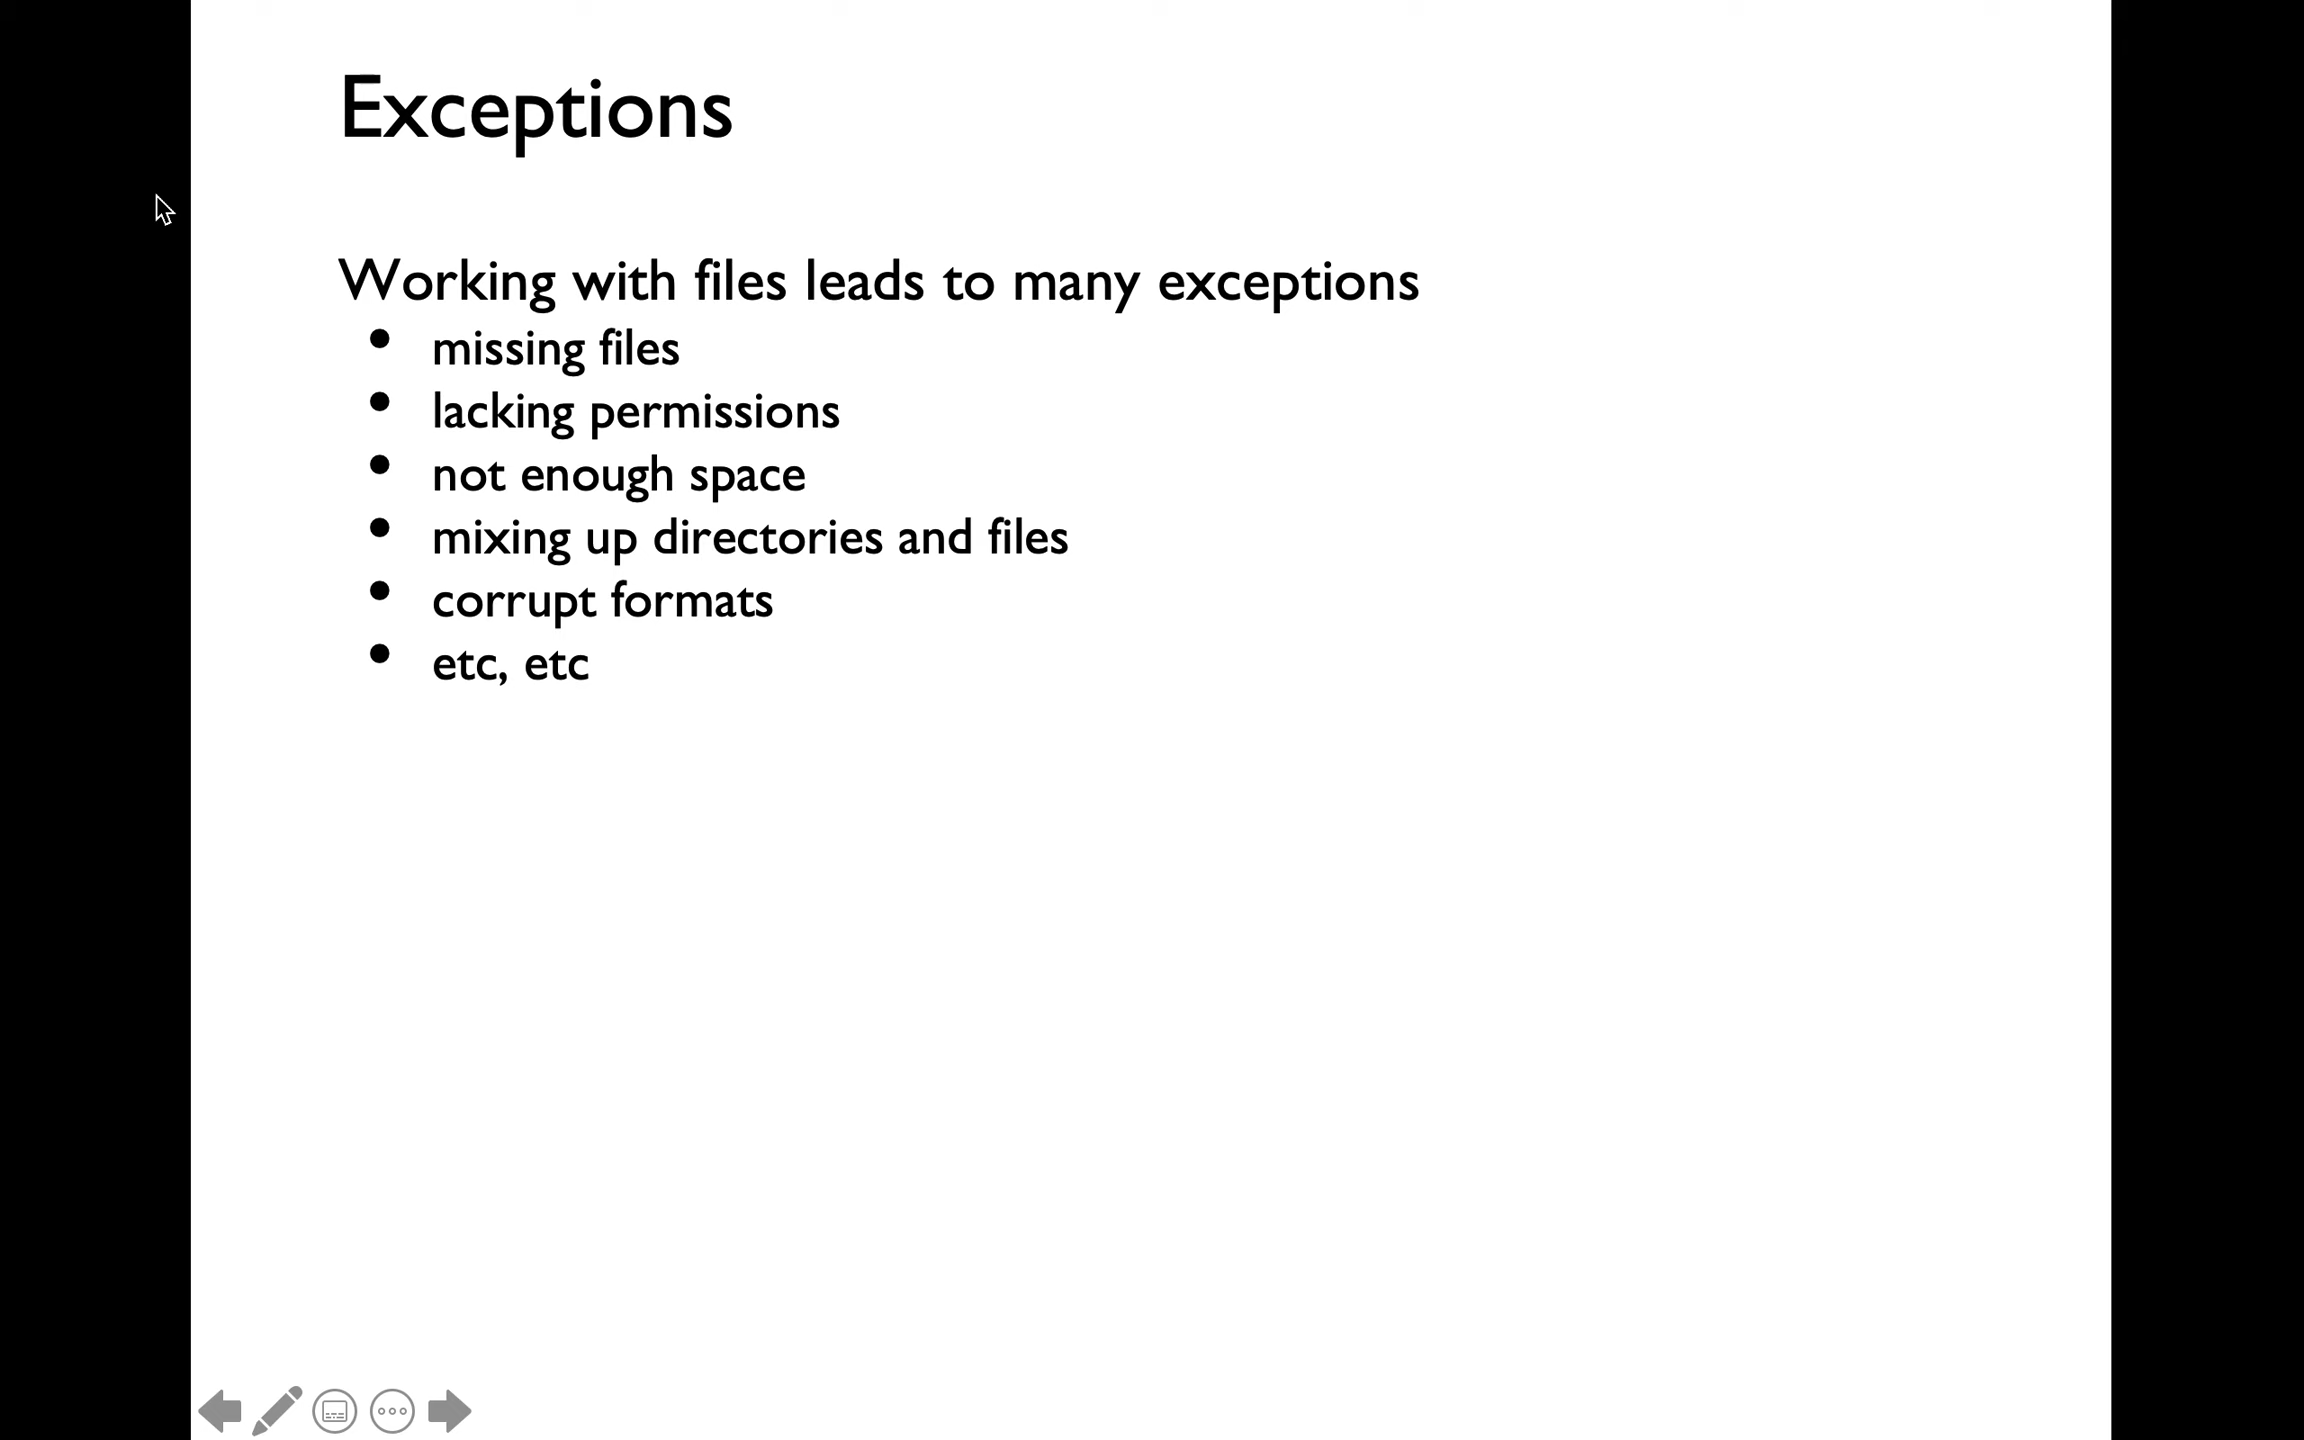 Exceptions
Working with files leads to many exceptions
• missing files
• lacking permissions
• not enough space
• mixing up directories and files
• corrupt formats
• etc, etc